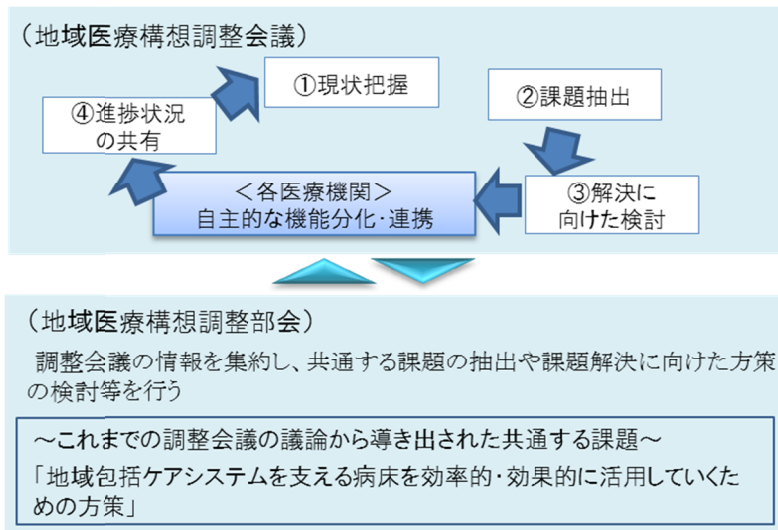 （地域医療構想調整会議）
①現状把握
②課題抽出
④進捗状況
の共有
＜各医療機関＞
自主的な機能分化･連携
③解決に
向けた検討
（地域医療構想調整部会）
調整会議の情報を集約し、共通する課題の抽出や課題解決に向けた方策
の検討等を行う
～これまでの調整会議の議論から導き出された共通する課題～
「地域包括ケアシステムを支える病床を効率的･効果的に活用していくた
めの方策」